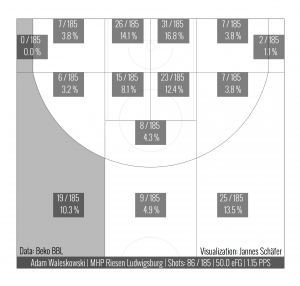 7 / 185 26 / 185 31 / 185 7 / 185
3.8 % 14.1 % 16.8 % 3.8 %
0 / 185 2 / 185
0.0 % 1.1 %
6 / 185 15 / 185 23 / 185 7 / 185
3.2 % 8.1 % 12.4 % 3.8 %
8 / 185
4.3 %
19 / 185 9 / 185 25 / 185
10.3 % 4.9 % 13.5 %
Data: Beko BBL Visualization: Jannes Schäfer
Adam Waleskowski | MHP Riesen Ludwigsburg | Shots: 86 / 185 | 50.0 eFG | 1.15 PPS